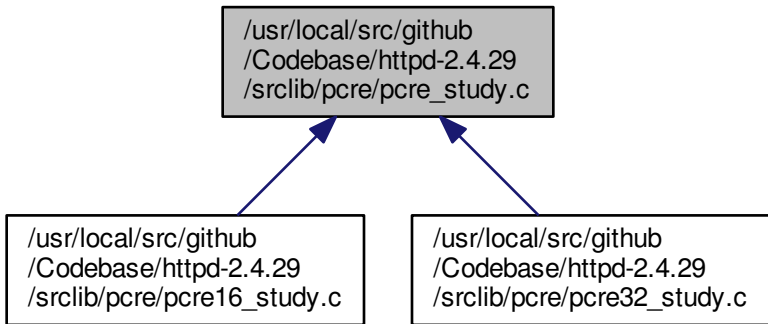 /usr/local/src/github
/Codebase/httpd-2.4.29
/srclib/pcre/pcre_study.c
/usr/local/src/github
/Codebase/httpd-2.4.29
/srclib/pcre/pcre16_study.c
/usr/local/src/github
/Codebase/httpd-2.4.29
/srclib/pcre/pcre32_study.c